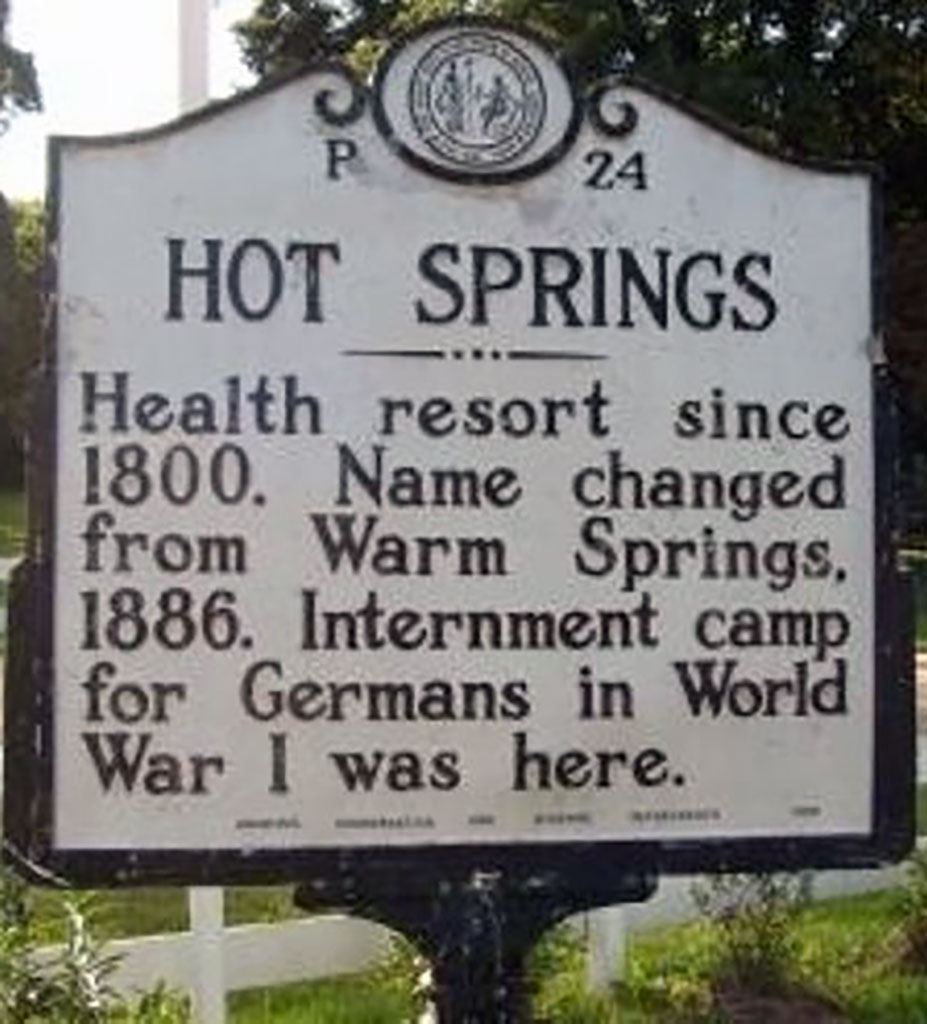 P 24
HOT SPRINGS
Health resort since
1800. Name changed
from Warm Springs,
1886. Internment camp
for Germans in World
War I was here.